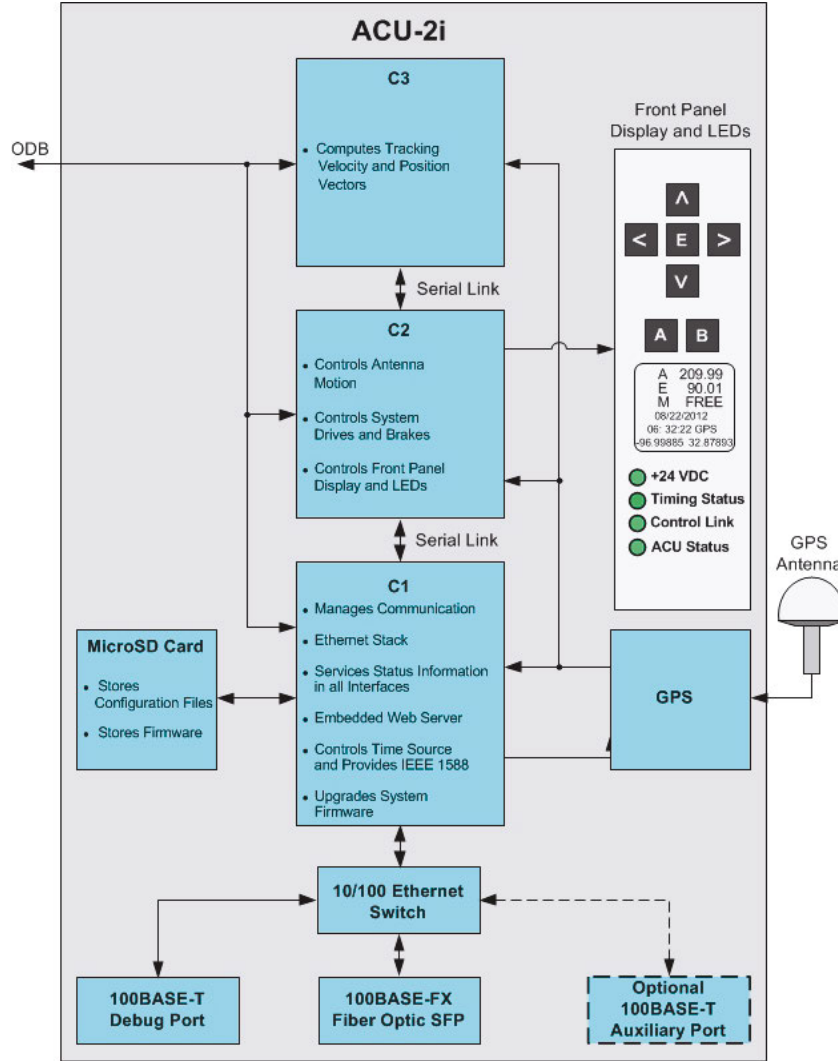 ACU-2i
C3
• Computes Tracking
Velocity and Position
Vectors
ODB
Serial Link
C2
• Controls Antenna
Motion
• Controls System
Drives and Brakes
• Controls Front Panel
Display and LEDs
Serial Link
C1
• Manages Communication
• Ethernet Stack
• Services Status Information
in all Interfaces
• Embedded Web Server
• Controls Time Source
and Provides IEEE 1588
• Upgrades System
Firmware
MicroSD Card
• Stores
Configuration Files
• Stores Firmware
Front Panel
Display and LEDs
Λ
< E >
V
A B
A 209.99
E 90.01
M FREE
08/22/2012
06: 32:22 GPS
-96.99885 32.87893
+24 VDC
Timing Status
Control Link
ACU Status
GPS
Antenna
GPS
10/100 Ethernet
Switch
100BASE-T
Debug Port
100BASE-FX
Fiber Optic SFP
Optional
100BASE-T
Auxiliary Port